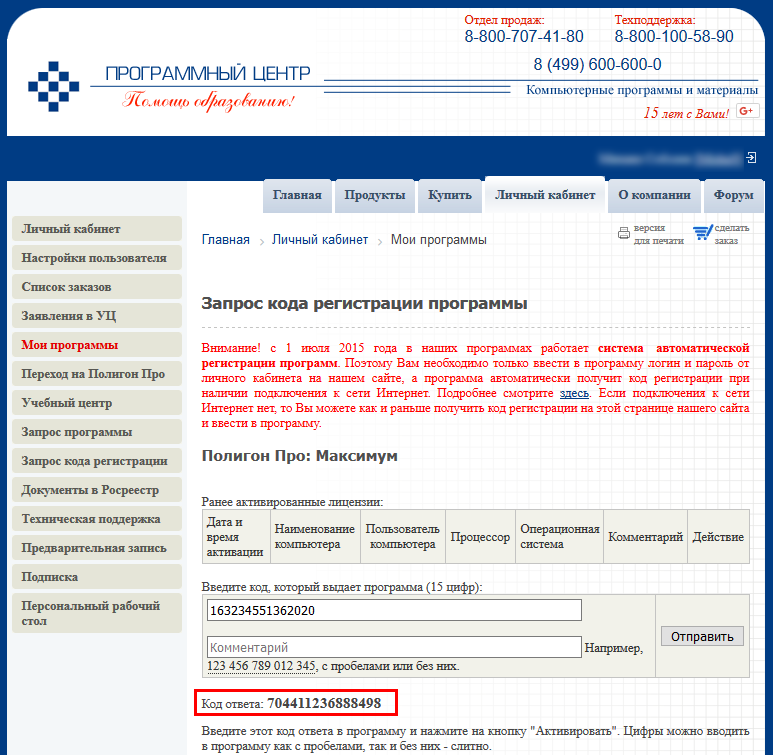 Отдел продаж:
8-800-707-41-80
Техподдержка:
8-800-100-58-90
8 (499) 600-600-0
ПРОГРАММНЫЙ ЦЕНТР
Помощь образованию!
Компьютерные программы и материалы
15 лет с Вами!
G+
Главная
Продукты
Купить
Личный кабинет
О компании
Форум
Личный кабинет
Настройки пользователя
Список заказов
Заявления в УЦ
Мои программы
Переход на Полигон Про
Учебный центр
Запрос программы
Запрос кода регистрации
Документы в Росреестр
Техническая поддержка
Предварительная запись
Подписка
Персональный рабочий
стол
Главная › Личный кабинет › Мои программы
версия
для печати
сделать
заказ
Запрос кода регистрации программы
Внимание! с 1 июля 2015 года в наших программах работает система автоматической
регистрации программ. Поэтому Вам необходимо только ввести в программу логин и пароль от
личного кабинета на нашем сайте, а программа автоматически получит код регистрации при
наличии подключения к сети Интернет. Подробнее смотрите здесь. Если подключения к сети
Интернет нет, то Вы можете как и раньше получить код регистрации на этой странице нашего сайта
и ввести в программу.
Полигон Про: Максимум
Ранее активированные лицензии:
Дата и
время
активации
Наименование
компьютера
Пользователь
компьютера
Процессор
Операционная
система
Комментарий
Действие
Введите код, который выдает программа (15 цифр):
163234551362020
Комментарий
Например,
123 456 789 012 345, с пробелами или без них.
Отправить
Код ответа: 704411236888498
Введите этот код ответа в программу и нажмите на кнопку "Активировать". Цифры можно вводить
в программу как с пробелами, так и без них - слитно.